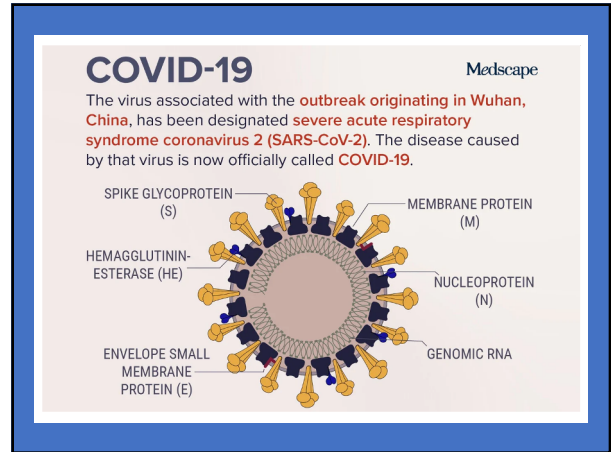 COVID-19
Medscape
The virus associated with the outbreak originating in Wuhan,
China, has been designated severe acute respiratory
syndrome coronavirus 2 (SARS-CoV-2). The disease caused
by that virus is now officially called COVID-19.
SPIKE GLYCOPROTEIN
(S)
MEMBRANE PROTEIN
(M)
HEMAGGLUTININ-
ESTERASE (HE)
NUCLEOPROTEIN
(N)
ENVELOPE SMALL
MEMBRANE
PROTEIN (E)
GENOMIC RNA